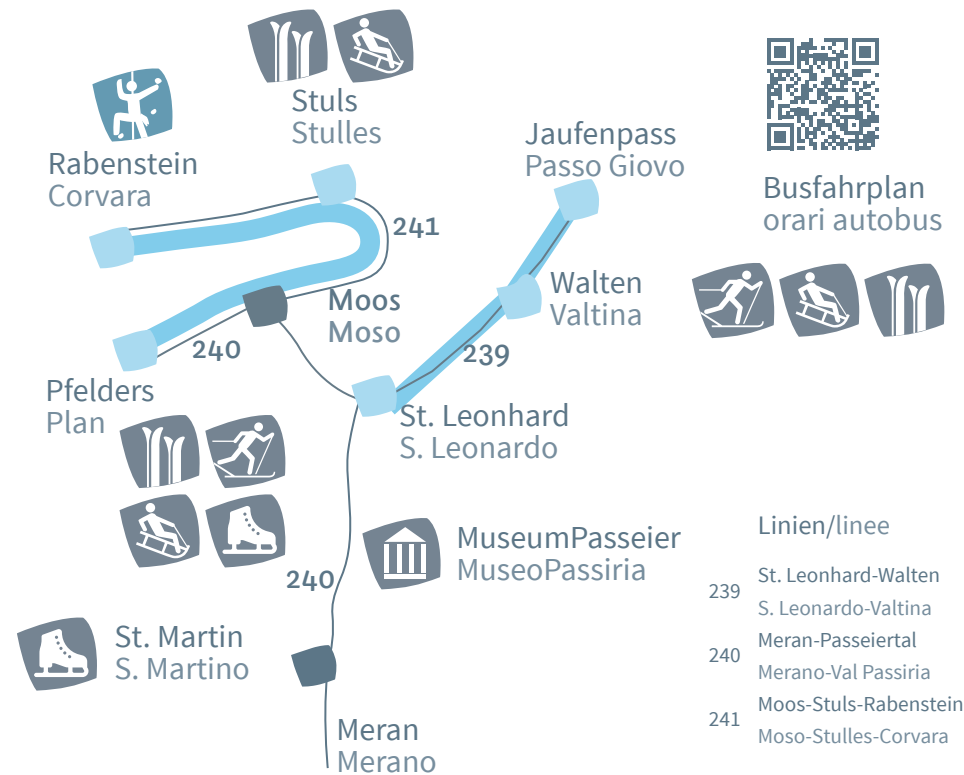 Stuls
Stulles
Rabenstein
Corvara
Jaufenpass
Passo Giovo
Busfahrplan
orari autobus
241
Walten
Valtina
Moos
Moso
240
239
Pfelders
Plan
St. Leonhard
S. Leonardo
MuseumPasseier
MuseoPassiria
240
St. Martin
S. Martino
Meran
Merano
Linien/linee
239
St. Leonhard-Walten
S. Leonardo-Valtina
240
Meran-Passeiertal
Merano-Val Passiria
241
Moos-Stuls-Rabenstein
Moso-Stulles-Corvara